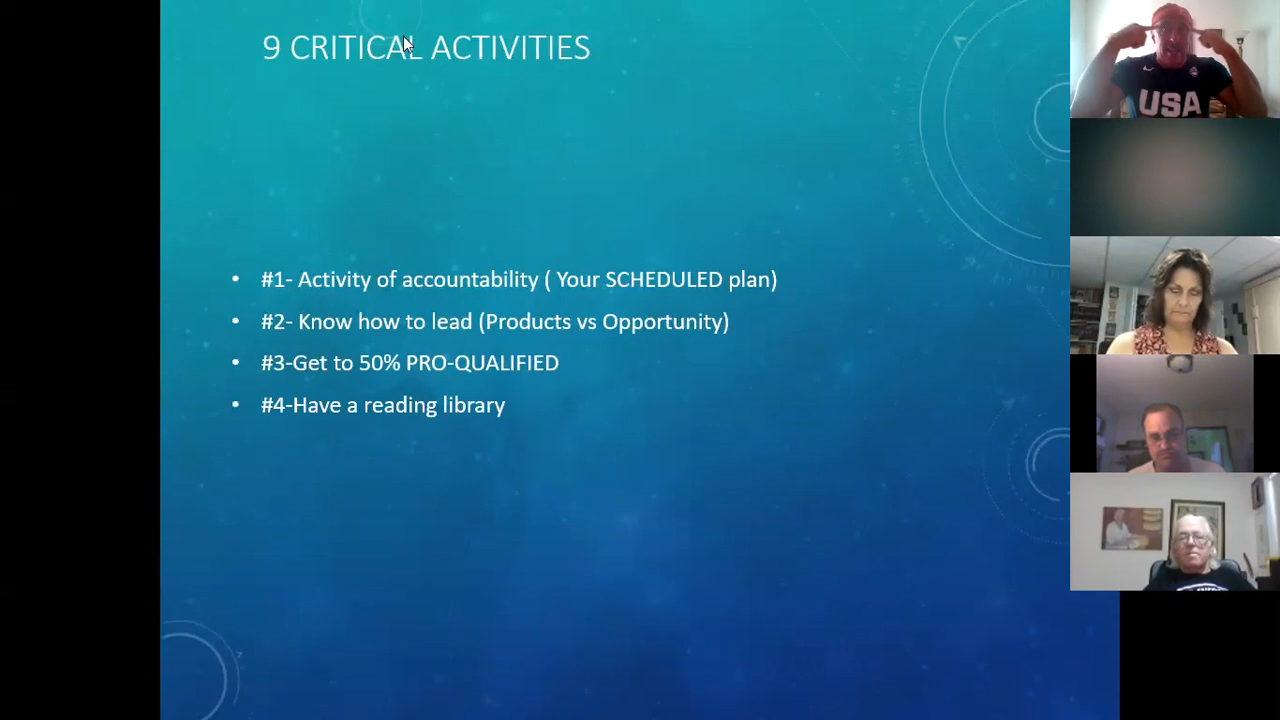 9 CRITICAL ACTIVITIES
• #1- Activity of accountability ( Your SCHEDULED plan)
• #2- Know how to lead (Products vs Opportunity)
• #3-Get to 50% PRO-QUALIFIED
• #4-Have a reading library
USA